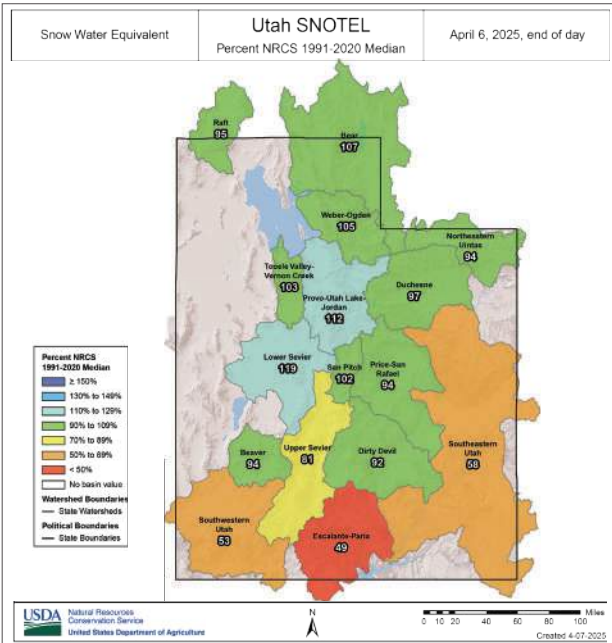 Snow Water Equivalent
Utah SNOTEL
Percent NRCS 1991-2020 Median
April 6, 2025, end of day
Raft
95
Bear
107
Weber-Ogden
105
Northeastern
Uintas
94
Tooele Valley-
Vernon Creek
103
Duchesne
97
Provo-Utah Lake-
Jordan
112
Lower Sevier
119
San Pitch
102
Price-San
Rafael
94
Beaver
94
Upper Sevier
81
Dirty Devil
92
Southeastern
Utah
58
Southwestern
Utah
53
Escalante-Paria
49
Percent NRCS
1991-2020 Median
≥ 150%
130% to 149%
110% to 129%
90% to 109%
70% to 89%
50% to 69%
< 50%
No basin value
Watershed Boundaries
State Watersheds
Political Boundaries
State Boundaries
USDA
Natural Resources
Conservation Service
United States Department of Agriculture
N
Miles
0 10 20 40 60 80 100
Created 4-07-2025